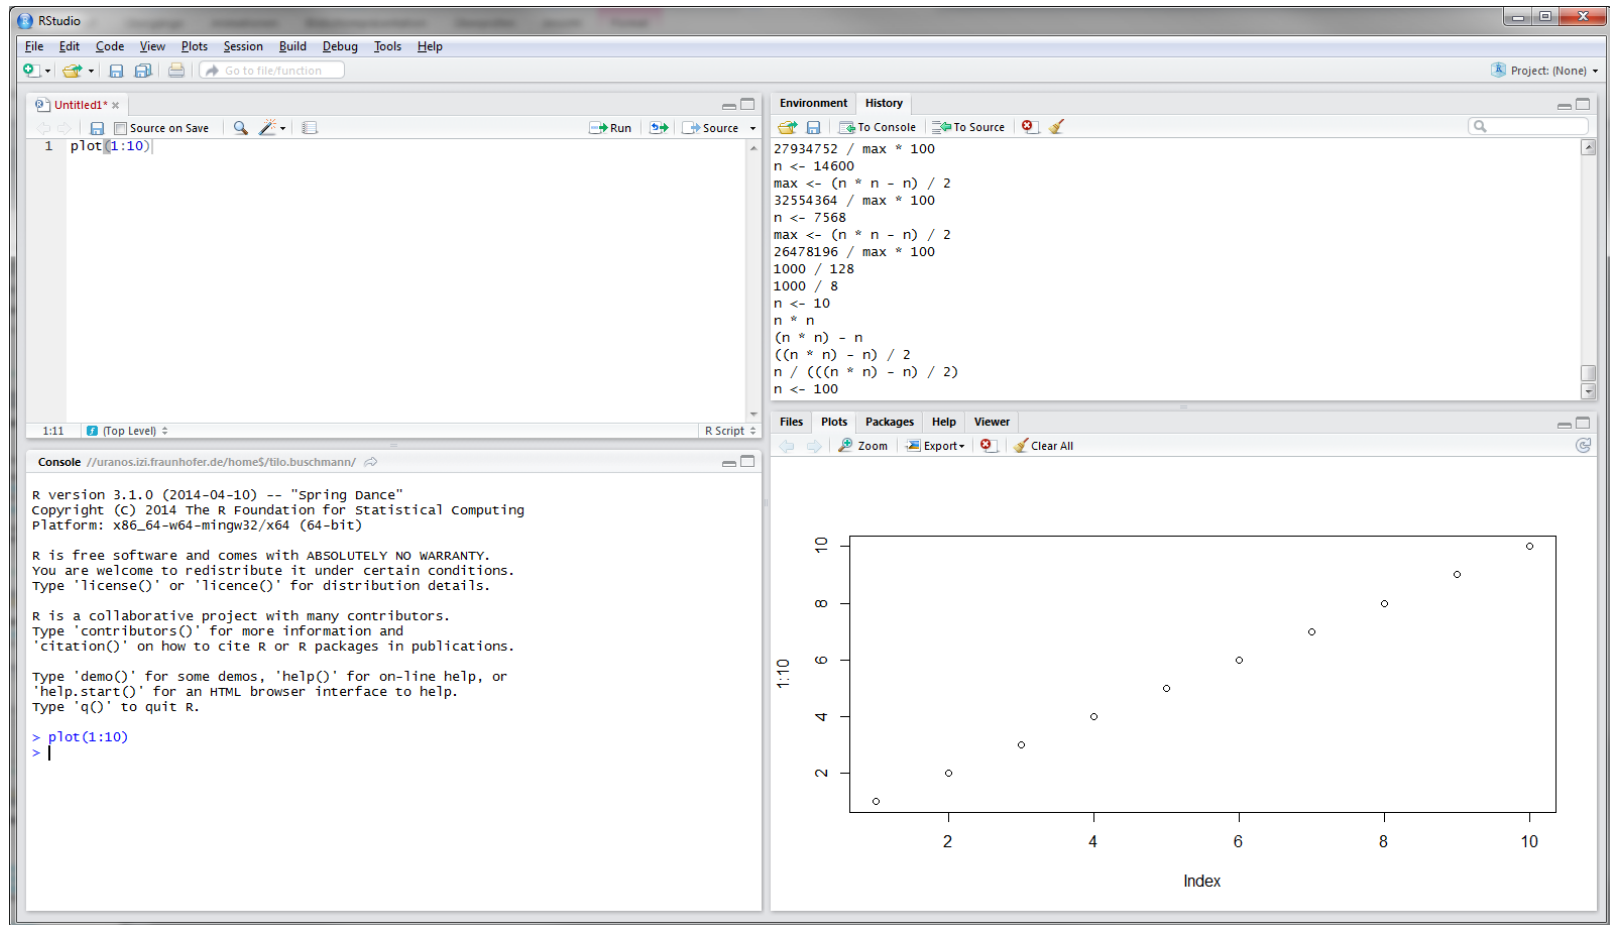 RStudio
File Edit Code View Plots Session Build Debug Tools Help
Go to file/function
Project: (None)
Untitled1*
Source on Save
Run
Source
1 plot(1:10)
1:11 (Top Level)
R Script
Console //uranos.izi.fraunhofer.de/home$/tilo.buschmann/
R version 3.1.0 (2014-04-10) -- "Spring Dance"
Copyright (C) 2014 The R Foundation for Statistical Computing
Platform: x86_64-w64-mingw32/x64 (64-bit)
R is free software and comes with ABSOLUTELY NO WARRANTY.
You are welcome to redistribute it under certain conditions.
Type 'license()' or 'licence()' for distribution details.
R is a collaborative project with many contributors.
Type 'contributors()' for more information and
'citation()' on how to cite R or R packages in publications.
Type 'demo()' for some demos, 'help()' for on-line help, or
'help.start()' for an HTML browser interface to help.
Type 'q()' to quit R.
> plot(1:10)
>
Environment History
To Console To Source
27934752 / max * 100
n <- 14600
max <- (n * n - n) / 2
32554364 / max * 100
n <- 7568
max <- (n * n - n) / 2
26478196 / max * 100
1000 / 128
1000 / 8
n <- 10
n * n
(n * n) - n
((n * n) - n) / 2
n / (((n * n) - n) / 2)
n <- 100
Files Plots Packages Help Viewer
Zoom Export Clear All
10
8
6
4
2
1:10
2 4 6 8 10
Index